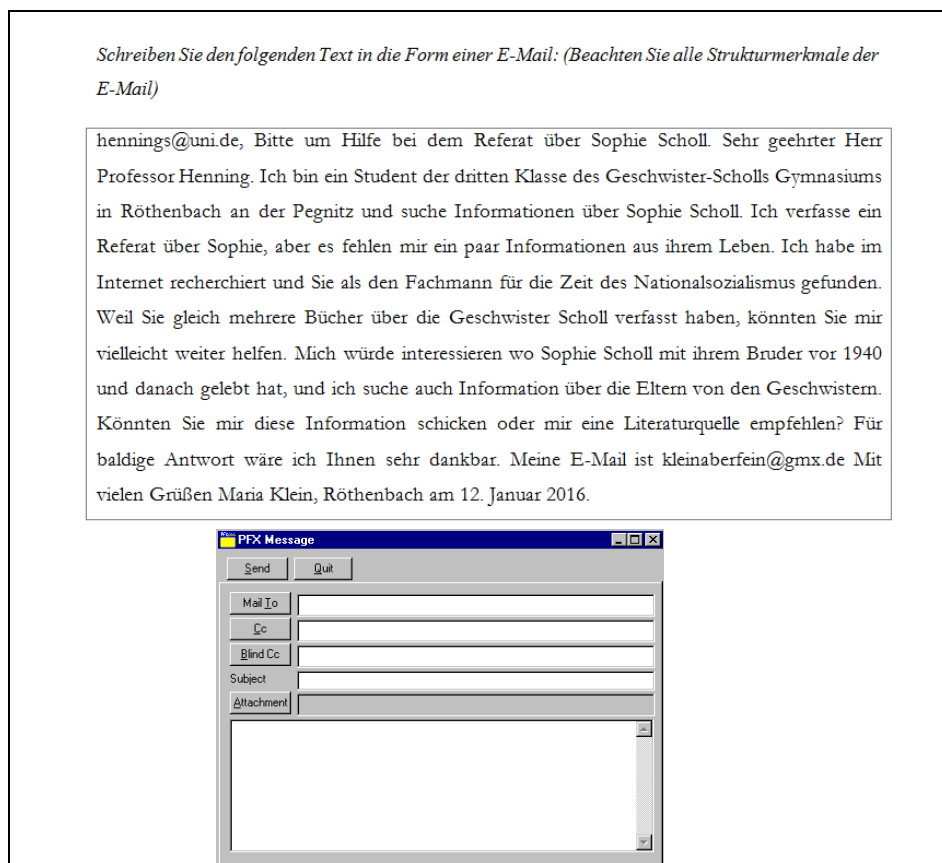 Schreiben Sie den folgenden Text in die Form einer E-Mail: (Beachten Sie alle Strukturmerkmale der
E-Mail)
hennings@uni.de, Bitte um Hilfe bei dem Referat über Sophie Scholl. Sehr geehrter Herr
Professor Henning. Ich bin ein Student der dritten Klasse des Geschwister-Scholls Gymnasiums
in Röthenbach an der Pegnitz und suche Informationen über Sophie Scholl. Ich verfasse ein
Referat über Sophie, aber es fehlen mir ein paar Informationen aus ihrem Leben. Ich habe im
Internet recherchiert und Sie als den Fachmann für die Zeit des Nationalsozialismus gefunden.
Weil Sie gleich mehrere Bücher über die Geschwister Scholl verfasst haben, könnten Sie mir
vielleicht weiter helfen. Mich würde interessieren wo Sophie Scholl mit ihrem Bruder vor 1940
und danach gelebt hat, und ich suche auch Information über die Eltern von den Geschwistern.
Könnten Sie mir diese Information schicken oder mir eine Literaturquelle empfehlen? Für
baldige Antwort wäre ich Ihnen sehr dankbar. Meine E-Mail ist kleinaberfein@gmx.de Mit
vielen Grüßen Maria Klein, Röthenbach am 12. Januar 2016.
PFX Message
Send Quit
Mail To
Cc
Blind Cc
Subject
Attachment